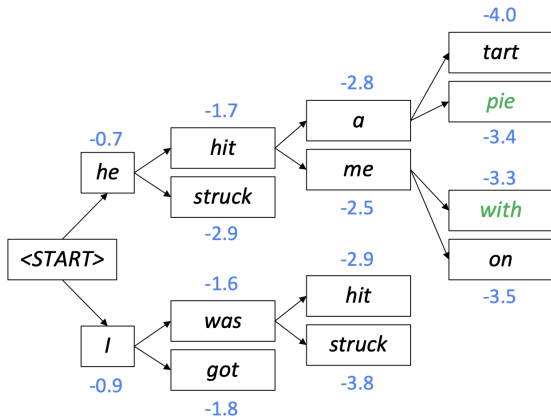 -4.0
tart
-2.8
pie
-1.7
a
-0.7
hit
-3.4
he
me
-3.3
struck
with
-2.5
-2.9
<START>
-2.9
on
-1.6
hit
-3.5
was
I
struck
got
-0.9
-3.8
-1.8